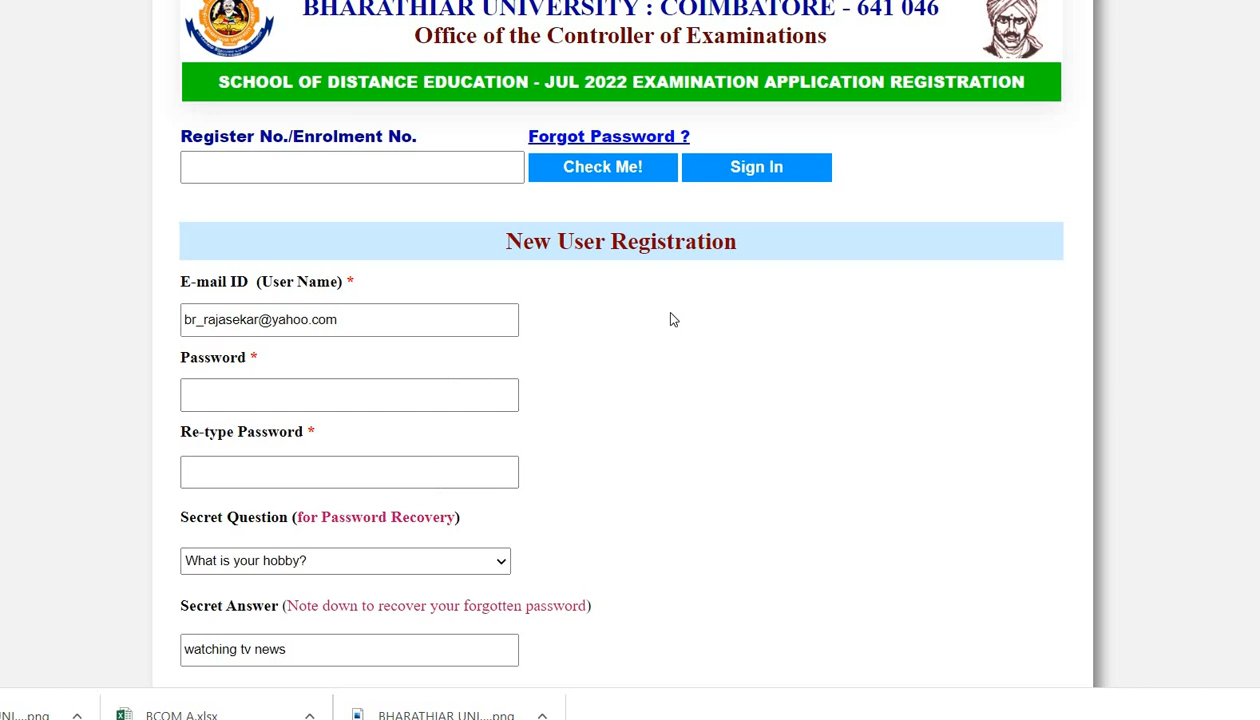 BHARATHIAR UNIVERSITY : COIMBATORE - 641 046
Office of the Controller of Examinations
SCHOOL OF DISTANCE EDUCATION - JUL 2022 EXAMINATION APPLICATION REGISTRATION
Register No./Enrolment No. Forgot Password ?
Check Me! Sign In
New User Registration
E-mail ID (User Name) *
br_rajasekar@yahoo.com
Password *
Re-type Password *
Secret Question (for Password Recovery)
What is your hobby?
Secret Answer (Note down to recover your forgotten password)
watching tv news
UNI....png BCOM A.xlsx BHARATHIAR UNI....png